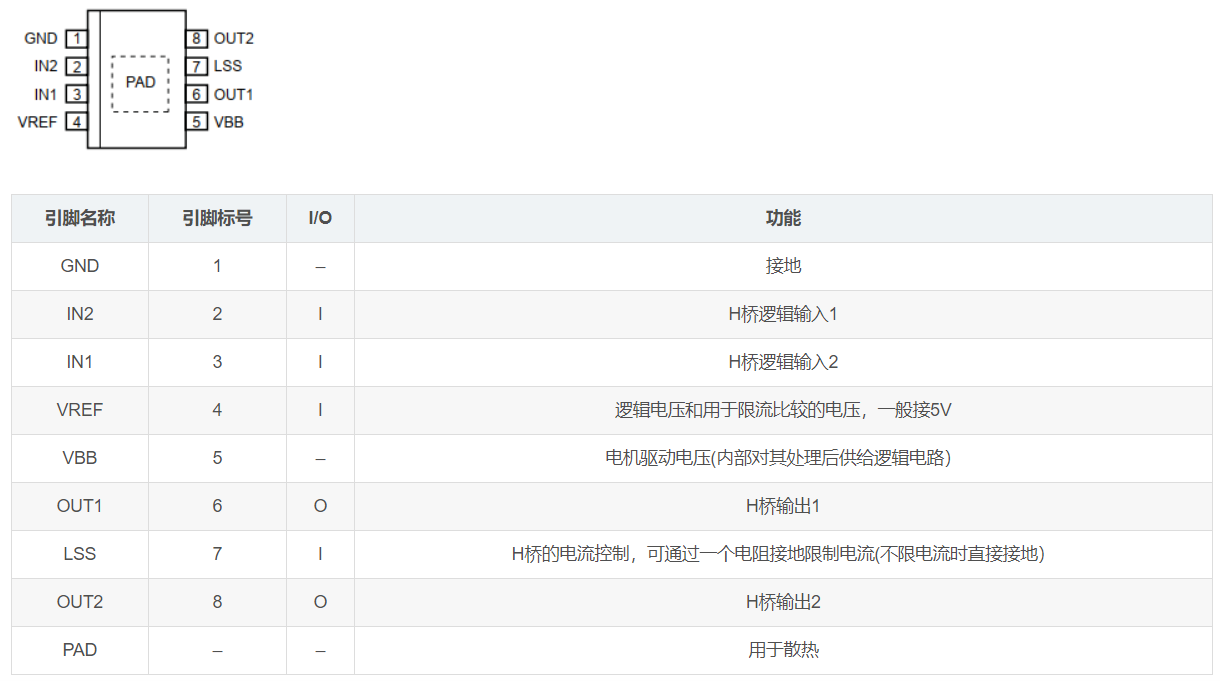 GND 1 8 OUT2
IN2 2 7 LSS
PAD
IN1 3 6 OUT1
VREF 4 5 VBB
引脚名称 引脚标号 I/O 功能
GND 1 – 接地
IN2 2 I H桥逻辑输入1
IN1 3 I H桥逻辑输入2
VREF 4 I 逻辑电压和用于限流比较的电压，一般接5V
VBB 5 – 电机驱动电压(内部对其处理后供给逻辑电路)
OUT1 6 O H桥输出1
LSS 7 I H桥的电流控制，可通过一个电阻接地限制电流(不限电流时直接接地)
OUT2 8 O H桥输出2
PAD – – 用于散热